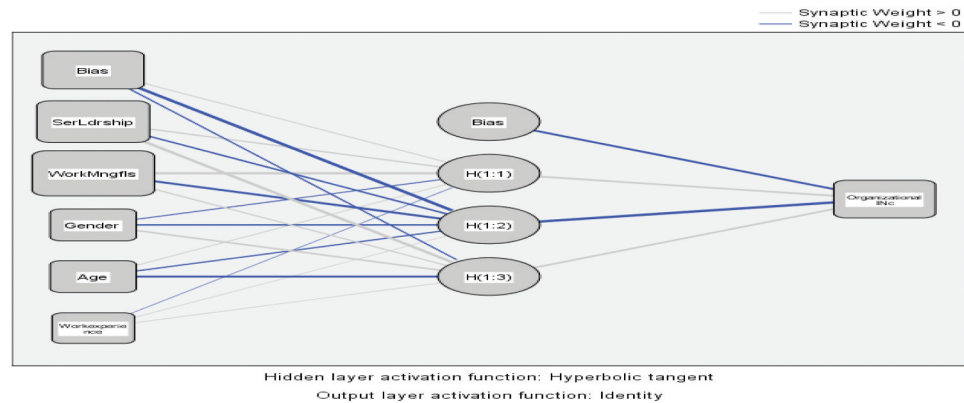 Synaptic Weight > 0
Synaptic Weight < 0
Bias
SerLdrship
WorkMngfls
Gender
Age
Workexperie
nce
Bias
H(1:1)
H(1:2)
H(1:3)
Organizational
INc
Hidden layer activation function: Hyperbolic tangent
Output layer activation function: Identity